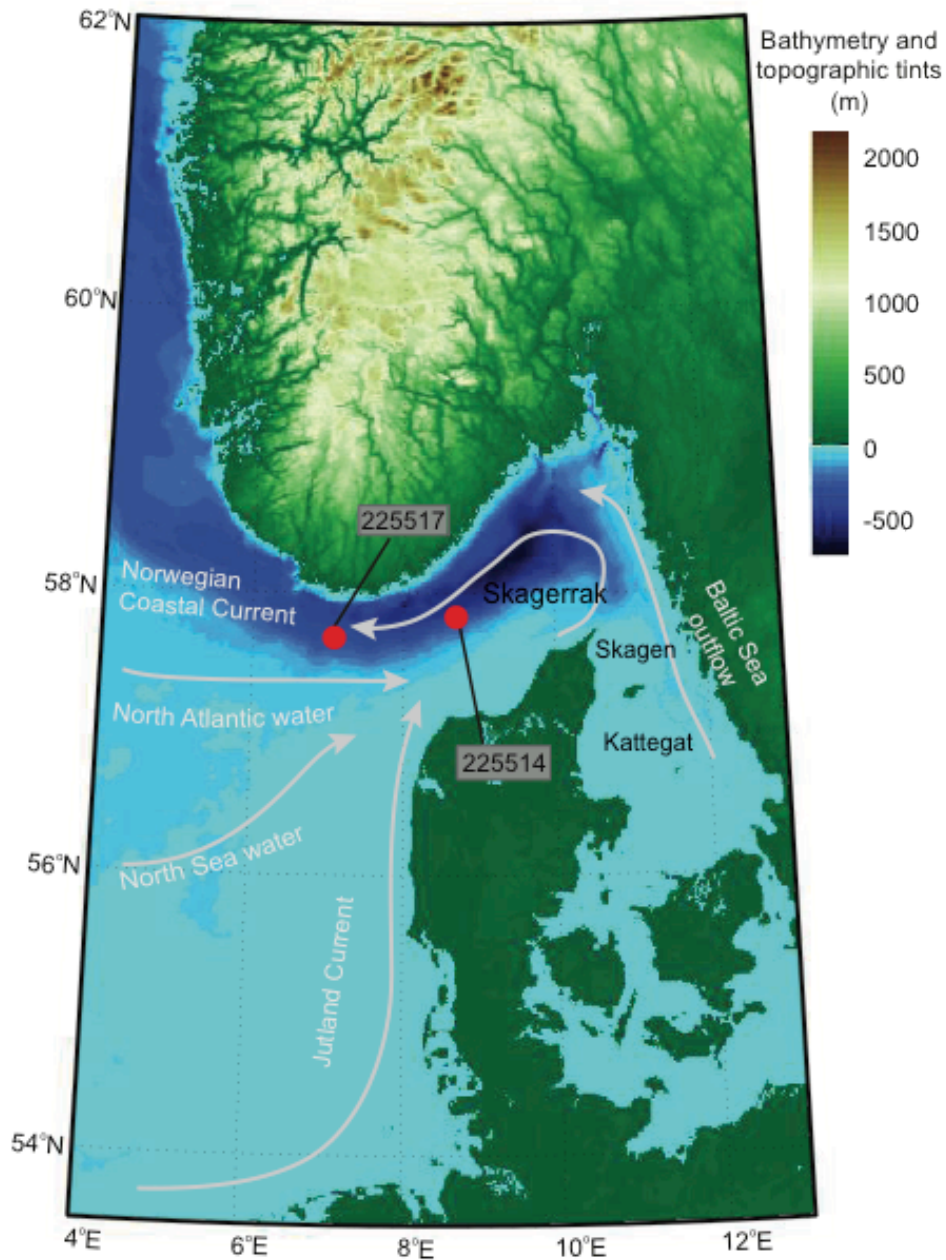 62°N
60°N
58°N
56°N
54°N
4°E
6°E
8°E
10°E
12°E
Bathymetry and
topographic tints
(m)
2000
1500
1000
500
0
-500
225517
Norwegian
Coastal Current
Skagerrak
Skagen
Baltic Sea
outflow
North Atlantic water
Kattegat
225514
North Sea water
Jutland Current